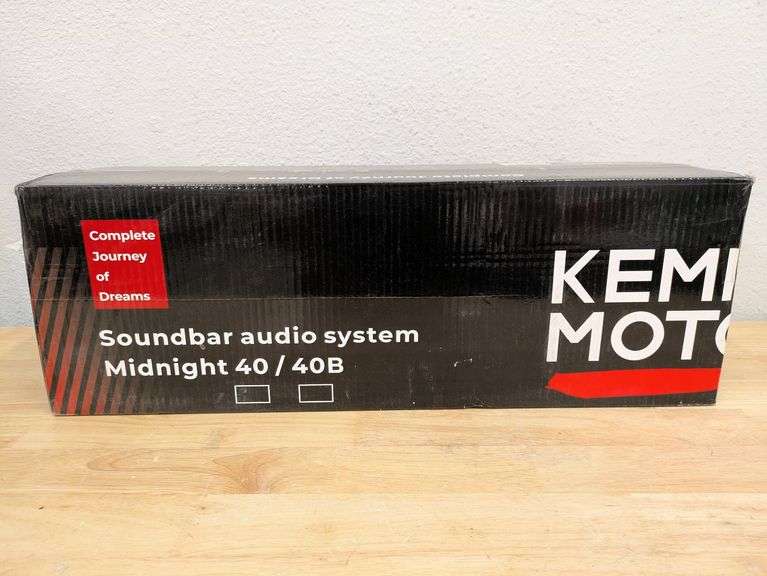 Complete
Journey
of
Dreams
Soundbar audio system
Midnight 40 / 40B
KEMI
MOTO